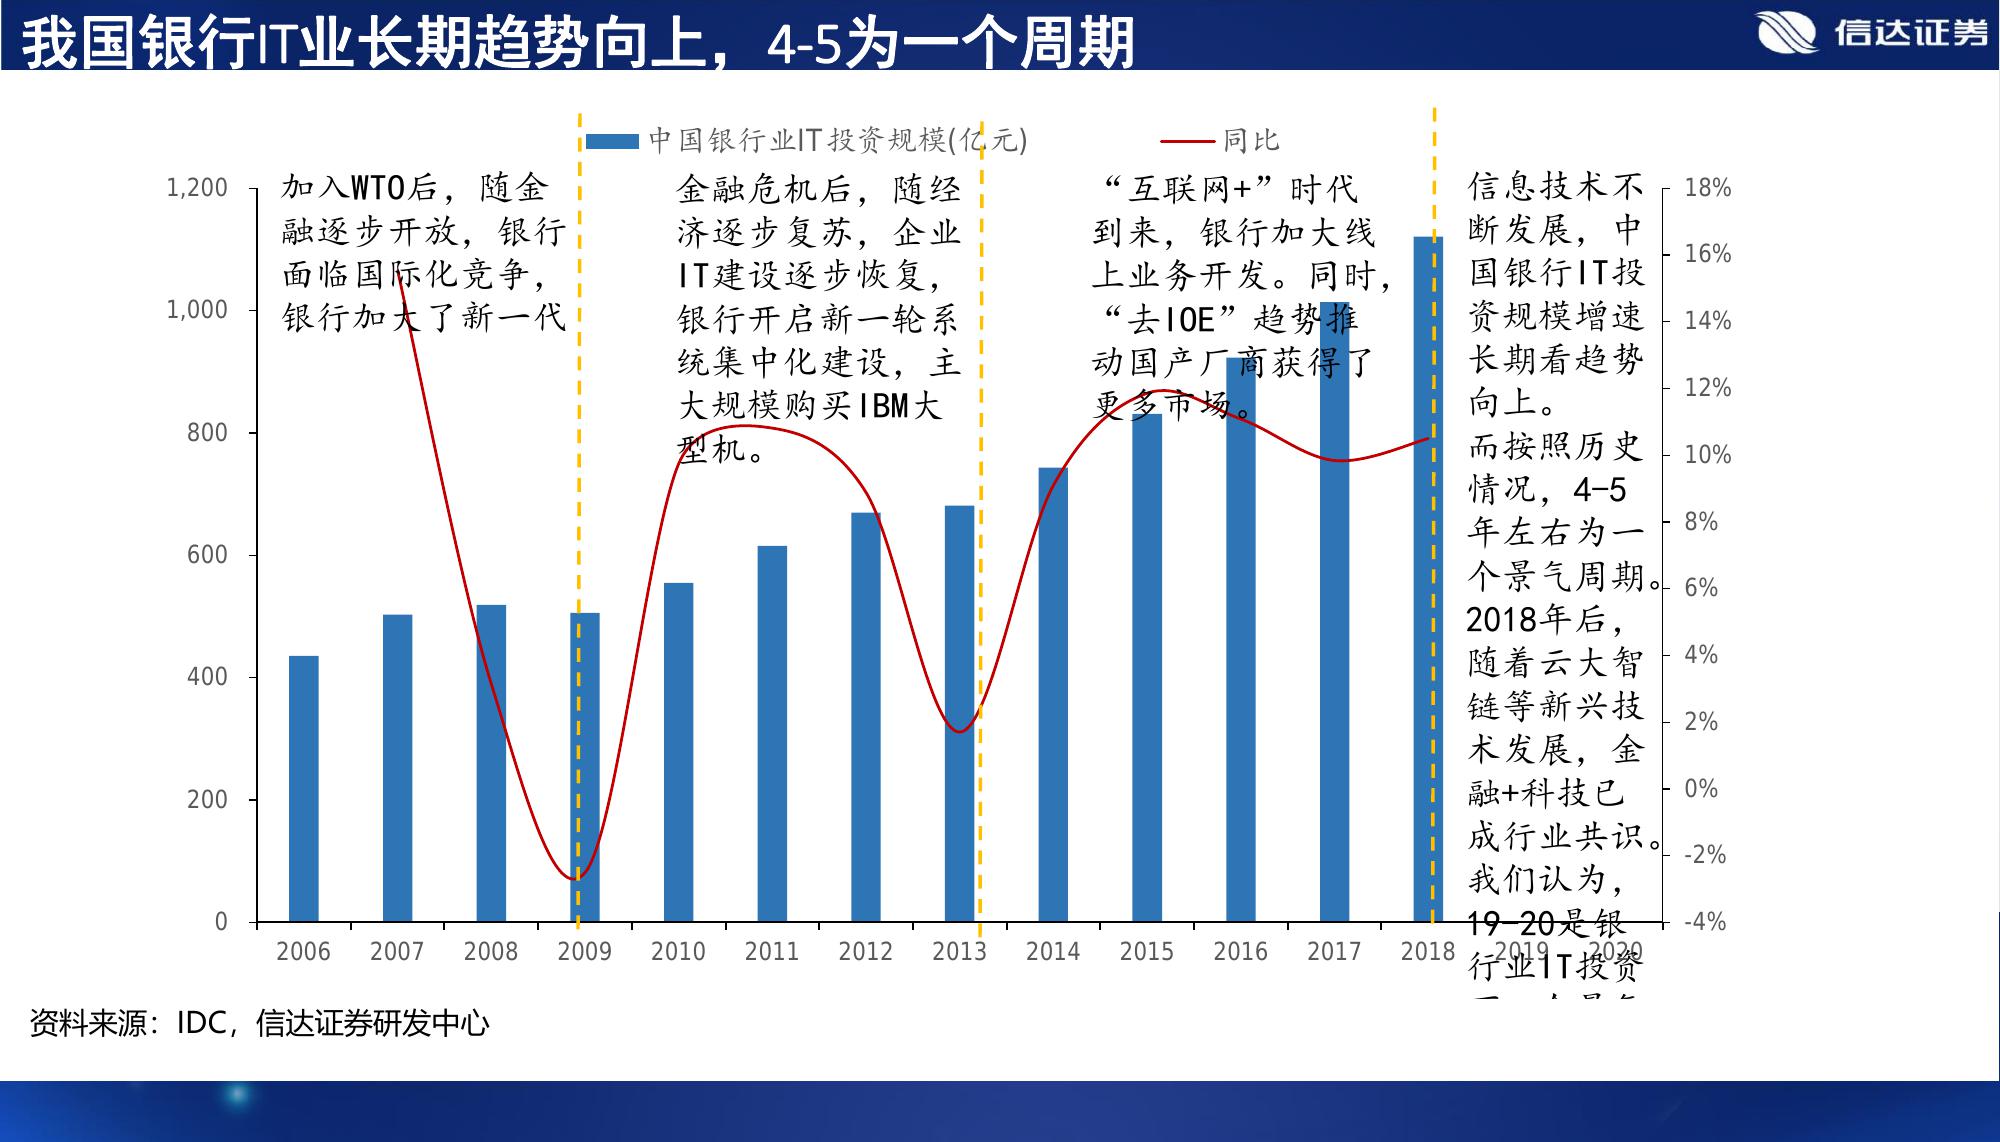 我国银行IT业长期趋势向上，4-5为一个周期
信达证券
中国银行业IT投资规模(亿元)
同比
1,200
1,000
800
600
400
200
0
加入WTO后，随金
融逐步开放，银行
面临国际化竞争，
银行加大了新一代
金融危机后，随经
济逐步复苏，企业
IT建设逐步恢复，
银行开启新一轮系
统集中化建设，主
大规模购买IBM大
型机。
“互联网+”时代
到来，银行加大线
上业务开发。同时，
“去IOE”趋势推
动国产厂商获得了
更多市场。
信息技术不
断发展，中
国银行IT投
资规模增速
长期看趋势
向上。
而按照历史
情况，4-5
年左右为一
个景气周期。
2018年后，
随着云大智
链等新兴技
术发展，金
融+科技已
成行业共识。
我们认为，
19-20是银
行业IT投资
18%
16%
14%
12%
10%
8%
6%
4%
2%
0%
-2%
-4%
2006 2007 2008 2009 2010 2011 2012 2013 2014 2015 2016 2017 2018 2019 2020
资料来源：IDC，信达证券研发中心